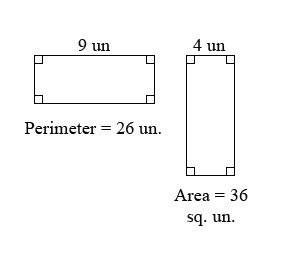 9 un
4 un
Perimeter = 26 un.
Area = 36
sq. un.